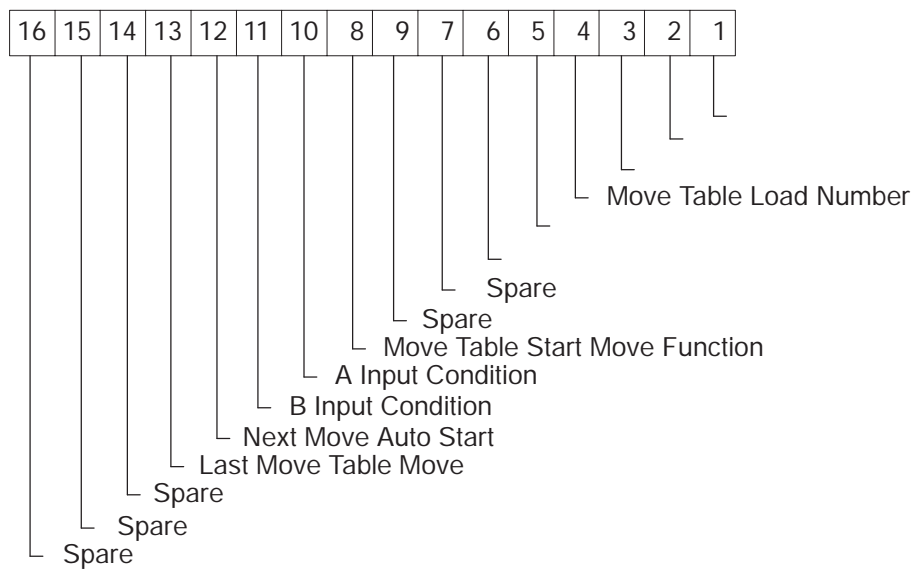 16 15 14 13 12 11 10 8 9 7 6 5 4 3 2 1
Move Table Load Number
Spare
Spare
Move Table Start Move Function
A Input Condition
B Input Condition
Next Move Auto Start
Last Move Table Move
Spare
Spare
Spare